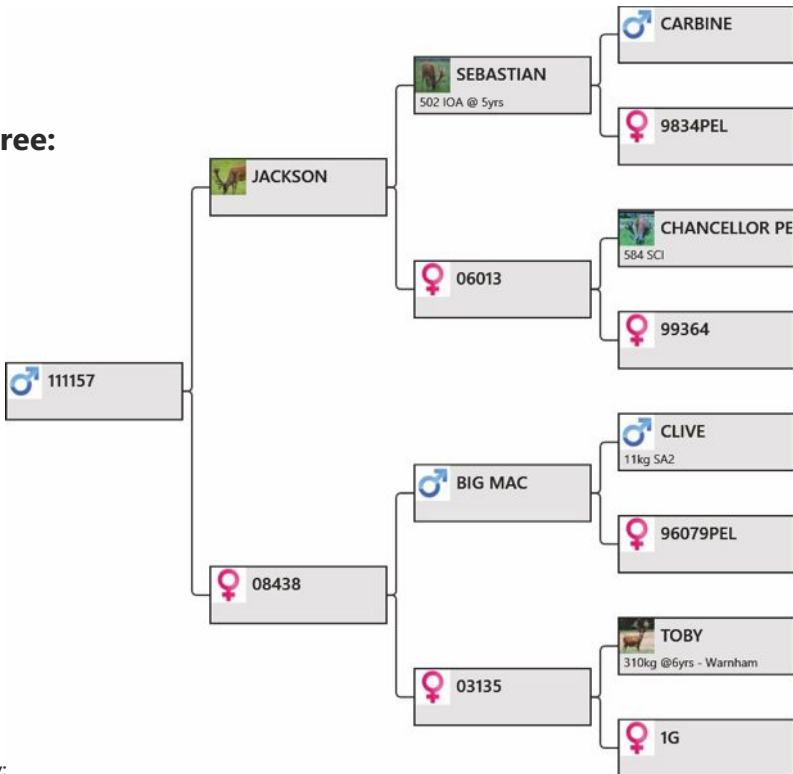 ree:
CARBINE
SEBASTIAN
502 IOA @ 5yrs
9834PEL
JACKSON
CHANCELLOR PE
584 SCI
06013
99364
111157
CLIVE
11kg SA2
BIG MAC
96079PEL
08438
TOBY
310kg @6yrs - Warnham
03135
1G